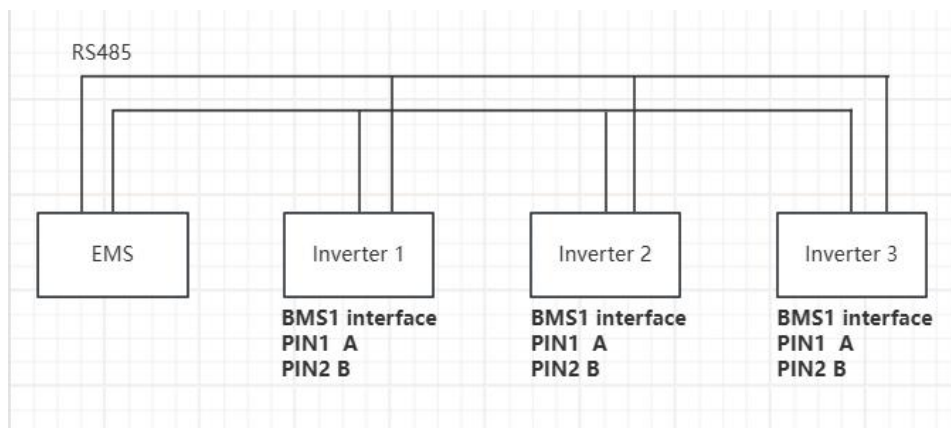 RS485
EMS
Inverter 1
Inverter 2
Inverter 3
BMS1 interface
PIN1 A
PIN2 B
BMS1 interface
PIN1 A
PIN2 B
BMS1 interface
PIN1 A
PIN2 B